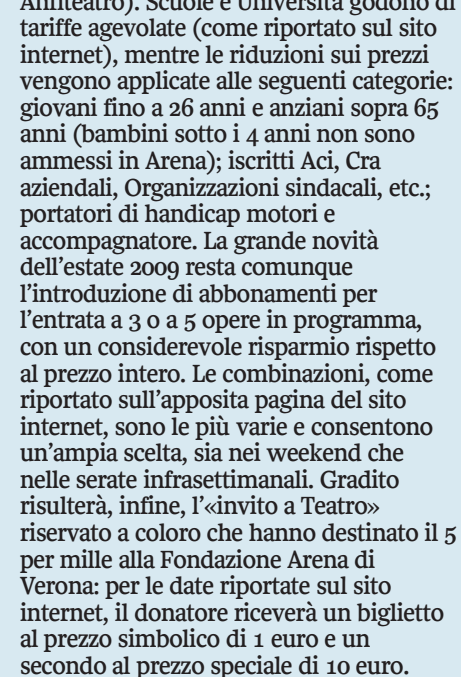 Anfiteatro). Scuole e Università godono di
tariffe agevolate (come riportato sul sito
internet), mentre le riduzioni sui prezzi
vengono applicate alle seguenti categorie:
giovani fino a 26 anni e anziani sopra 65
anni (bambini sotto i 4 anni non sono
ammessi in Arena); iscritti Aci, Cra
aziendali, Organizzazioni sindacali, etc.;
portatori di handicap motori e
accompagnatore. La grande novità
dell’estate 2009 resta comunque
l’introduzione di abbonamenti per
l’entrata a 3 o a 5 opere in programma,
con un considerevole risparmio rispetto
al prezzo intero. Le combinazioni, come
riportato sull’apposita pagina del sito
internet, sono le più varie e consentono
un’ampia scelta, sia nei weekend che
nelle serate infrasettimanali. Gradito
risulterà, infine, l’«invito a Teatro»
riservato a coloro che hanno destinato il 5
per mille alla Fondazione Arena di
Verona: per le date riportate sul sito
internet, il donatore riceverà un biglietto
al prezzo simbolico di 1 euro e un
secondo al prezzo speciale di 10 euro.